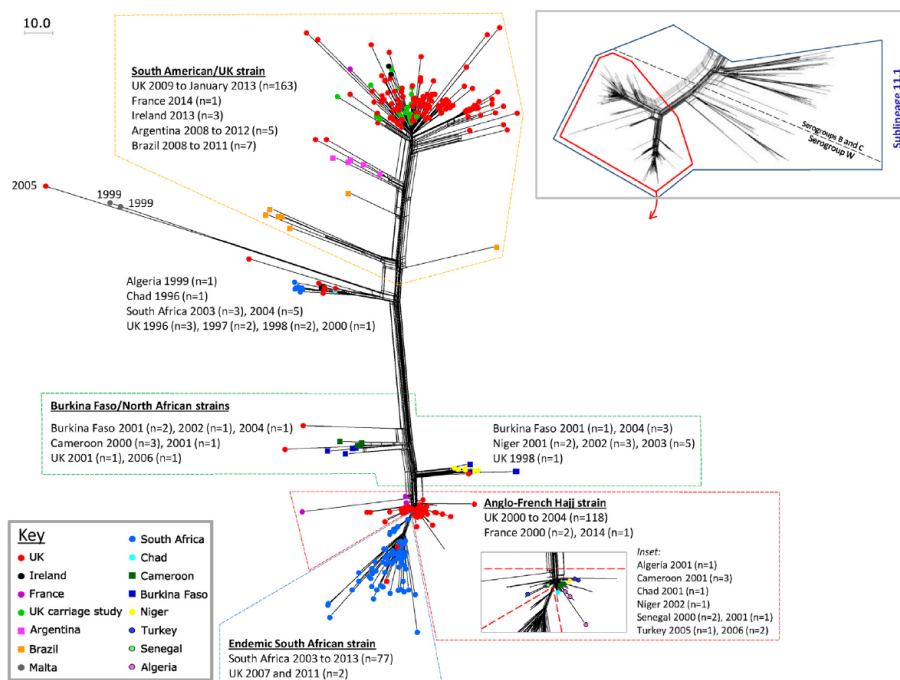 10.0
South American/UK strain
UK 2009 to January 2013 (n=163)
France 2014 (n=1)
Ireland 2013 (n=3)
Argentina 2008 to 2012 (n=5)
Brazil 2008 to 2011 (n=7)
Serogroups B and C
Serogroup W
Sublineage 11.1
2005
1999
1999
Algeria 1999 (n=1)
Chad 1996 (n=1)
South Africa 2003 (n=3), 2004 (n=5)
UK 1996 (n=3), 1997 (n=2), 1998 (n=2), 2000 (n=1)
Burkina Faso/North African strains
Burkina Faso 2001 (n=2), 2002 (n=1), 2004 (n=1)
Cameroon 2000 (n=3), 2001 (n=1)
UK 2001 (n=1), 2006 (n=1)
Burkina Faso 2001 (n=1), 2004 (n=3)
Niger 2001 (n=2), 2002 (n=3), 2003 (n=5)
UK 1998 (n=1)
Anglo-French Hajj strain
UK 2000 to 2004 (n=118)
France 2000 (n=2), 2014 (n=1)
Inset:
Algeria 2001 (n=1)
Cameroon 2001 (n=3)
Chad 2001 (n=1)
Niger 2002 (n=1)
Senegal 2000 (n=2), 2001 (n=1)
Turkey 2005 (n=1), 2006 (n=2)
Endemic South African strain
South Africa 2003 to 2013 (n=77)
UK 2007 and 2011 (n=2)
Key
UK
Ireland
France
UK carriage study
Argentina
Brazil
Malta
South Africa
Chad
Cameroon
Burkina Faso
Niger
Turkey
Senegal
Algeria